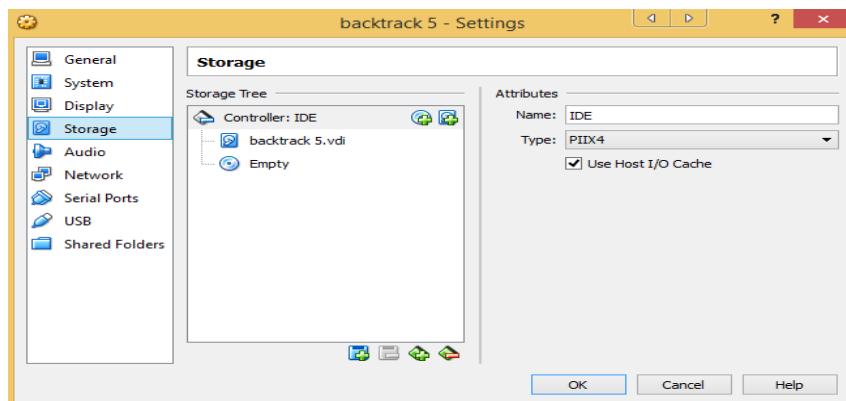 backtrack 5 - Settings
?
×
General
System
Display
Storage
Audio
Network
Serial Ports
USB
Shared Folders
Storage
Storage Tree
Controller: IDE
backtrack 5.vdi
Empty
Attributes
Name: IDE
Type: PIIX4
Use Host I/O Cache
OK Cancel Help